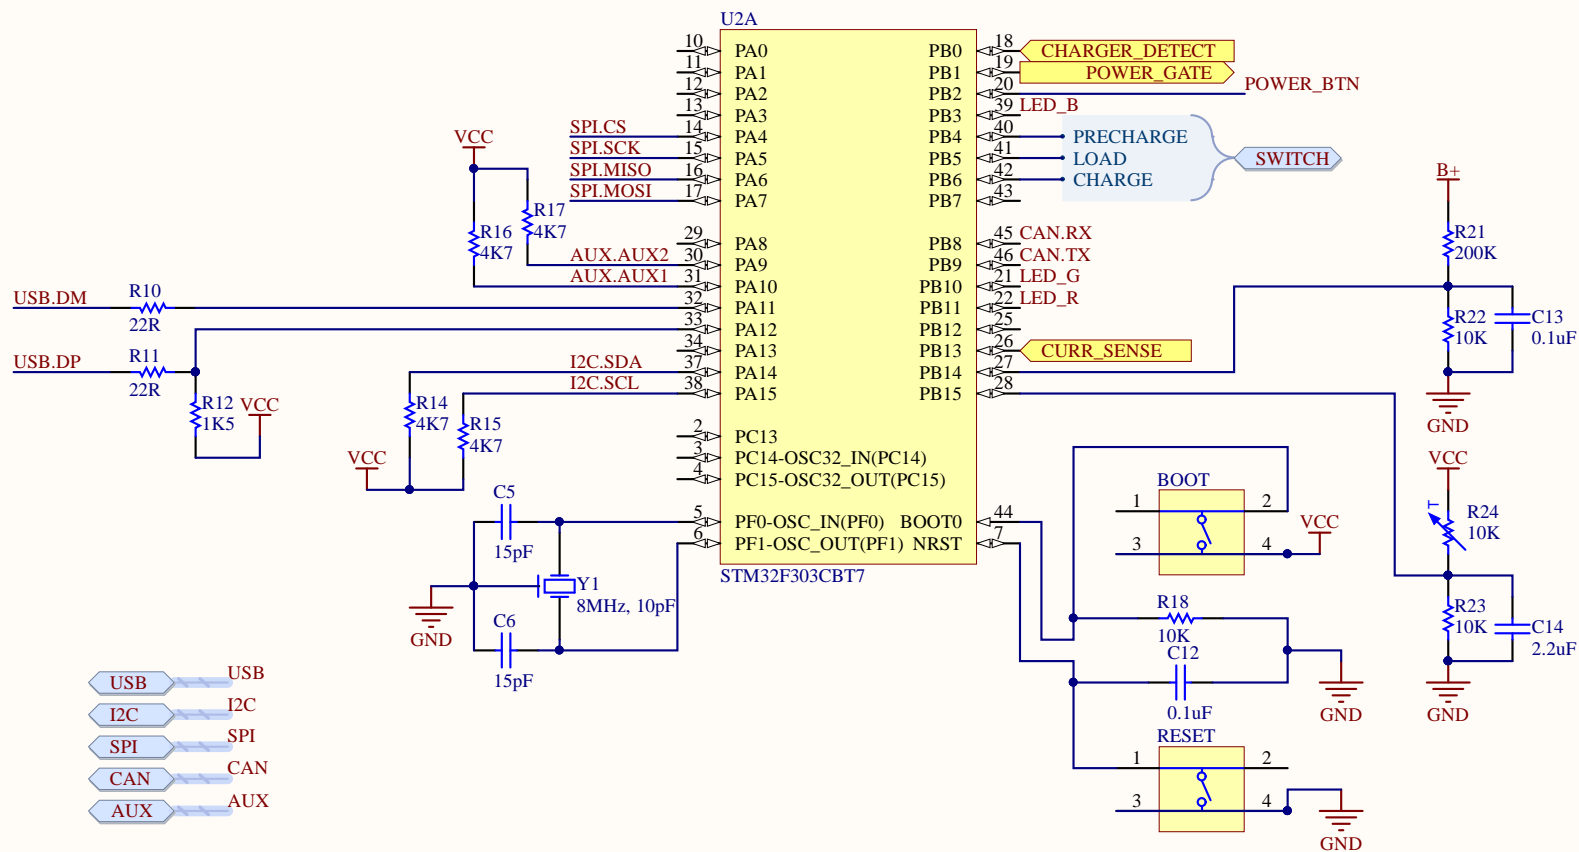 U2A
10 PA0
11 PA1
12 PA2
13 PA3
SPI.CS 14 PA4
SPI.SCK 15 PA5
SPI.MISO 16 PA6
SPI.MOSI 17 PA7
29 PA8
AUX.AUX2 30 PA9
AUX.AUX1 31 PA10
32 PA11
33 PA12
34 PA13
I2C.SDA 37 PA14
I2C.SCL 38 PA15
2 PC13
3 PC14-OSC32_IN(PC14)
4 PC15-OSC32_OUT(PC15)
5 PF0-OSC_IN(PF0)
6 PF1-OSC_OUT(PF1)
PB0 18 CHARGER_DETECT
PB1 19 POWER_GATE
PB2 20 POWER_BTN
PB3 39 LED_B
PB4 40 PRECHARGE
PB5 41 LOAD
PB6 42 CHARGE
SWITCH
PB7 43
PB8 45 CAN.RX
PB9 46 CAN.TX
PB10 21 LED_G
PB11 22 LED_R
PB12 25
PB13 26 CURR_SENSE
PB14 27
PB15 28
BOOT0 44
NRST 7
STM32F303CBT7
VCC
R17
4K7
R16
4K7
USB.DM
R10
22R
USB.DP
R11
22R
R12
1K5
VCC
R14
4K7
R15
4K7
VCC
C5
15pF
Y1
8MHz, 10pF
GND
C6
15pF
USB USB
I2C I2C
SPI SPI
CAN CAN
AUX AUX
B+
R21
200K
R22
10K
C13
0.1uF
GND
VCC
T
R24
10K
R23
10K
C14
2.2uF
GND
BOOT
1 2
3 4
VCC
R18
10K
C12
0.1uF
GND
RESET
1 2
3 4
GND